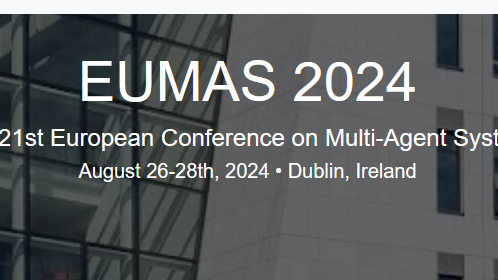 EUMAS 2024
21st European Conference on Multi-Agent Syst
August 26-28th, 2024 • Dublin, Ireland